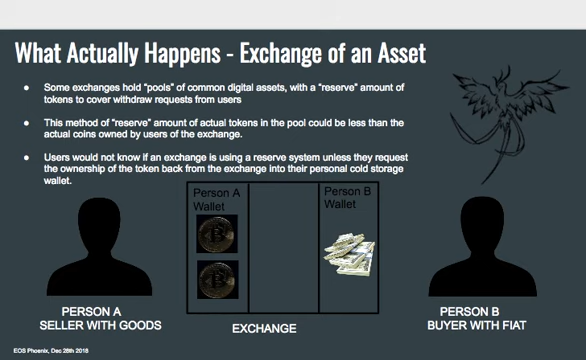 What Actually Happens - Exchange of an Asset
● Some exchanges hold "pools" of common digital assets, with a "reserve" amount of
tokens to cover withdraw requests from users
● This method of "reserve" amount of actual tokens in the pool could be less than the
actual coins owned by users of the exchange.
● Users would not know if an exchange is using a reserve system unless they request
the ownership of the token back from the exchange into their personal cold storage
wallet.
Person A
Wallet
Person B
Wallet
PERSON A
SELLER WITH GOODS
EXCHANGE
PERSON B
BUYER WITH FIAT
EOS Phoenix, Dec 28th 2018